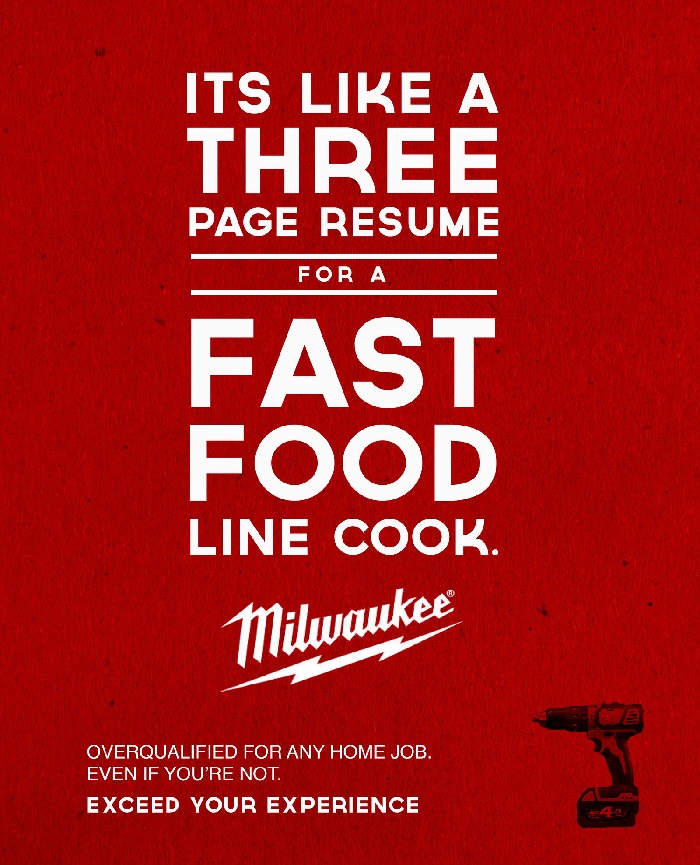 ITS LIKE A
THREE
PAGE RESUME
FOR A
FAST
FOOD
LINE COOK.
Milwaukee®
OVERQUALIFIED FOR ANY HOME JOB.
EVEN IF YOU'RE NOT.
EXCEED YOUR EXPERIENCE